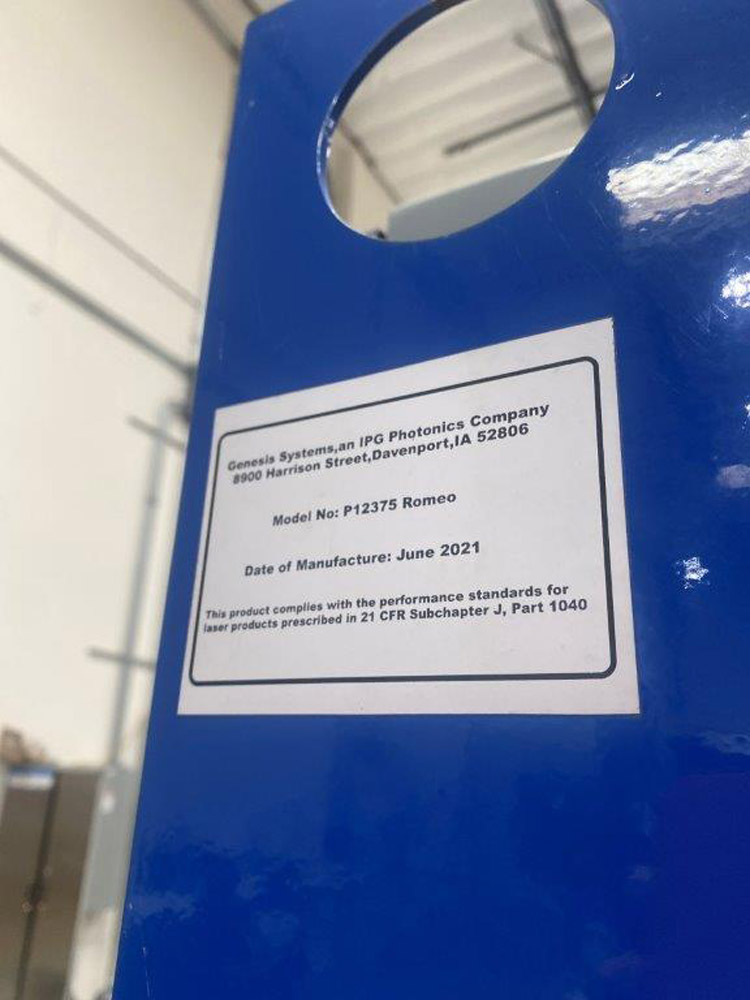 Genesis Systems,an IPG Photonics Company
8900 Harrison Street,Davenport,IA 52806
Model No: P12375 Romeo
Date of Manufacture: June 2021
This product complies with the performance standards for
laser products prescribed in 21 CFR Subchapter J, Part 1040